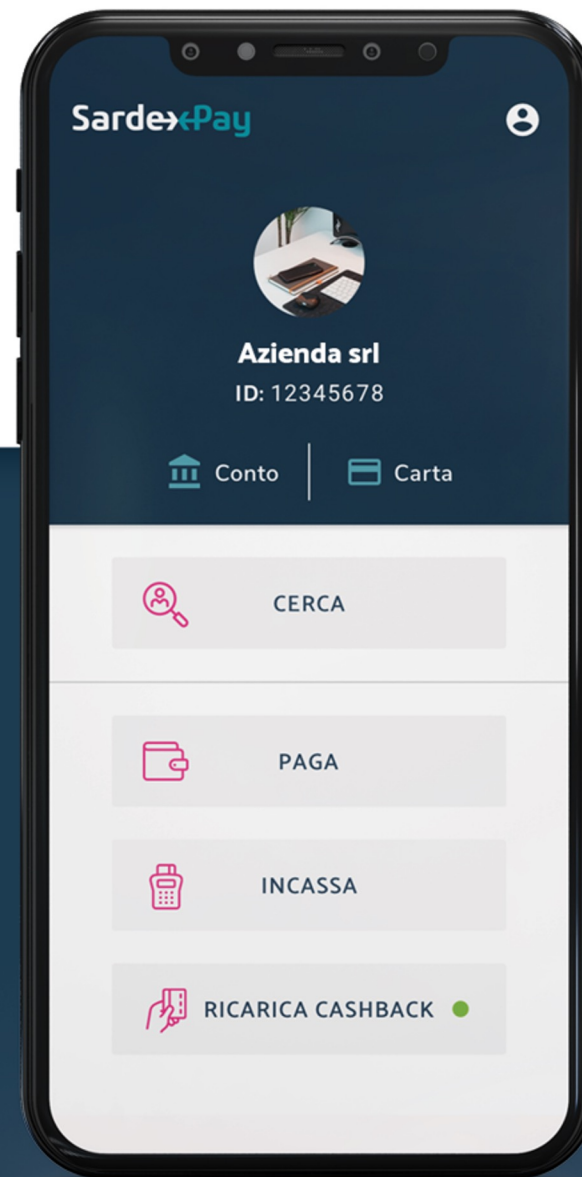 SardexPay
Azienda srl
ID: 12345678
Conto
Carta
CERCA
PAGA
INCASSA
RICARICA CASHBACK